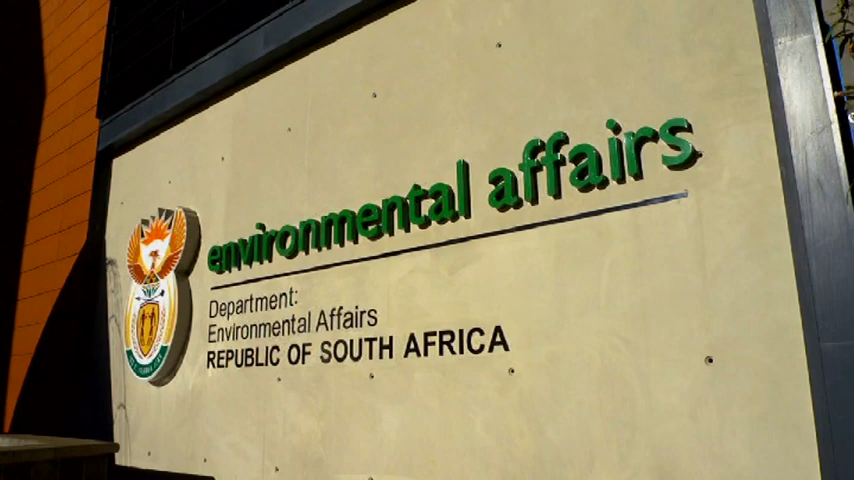 environmental affairs
Department:
Environmental Affairs
REPUBLIC OF SOUTH AFRICA